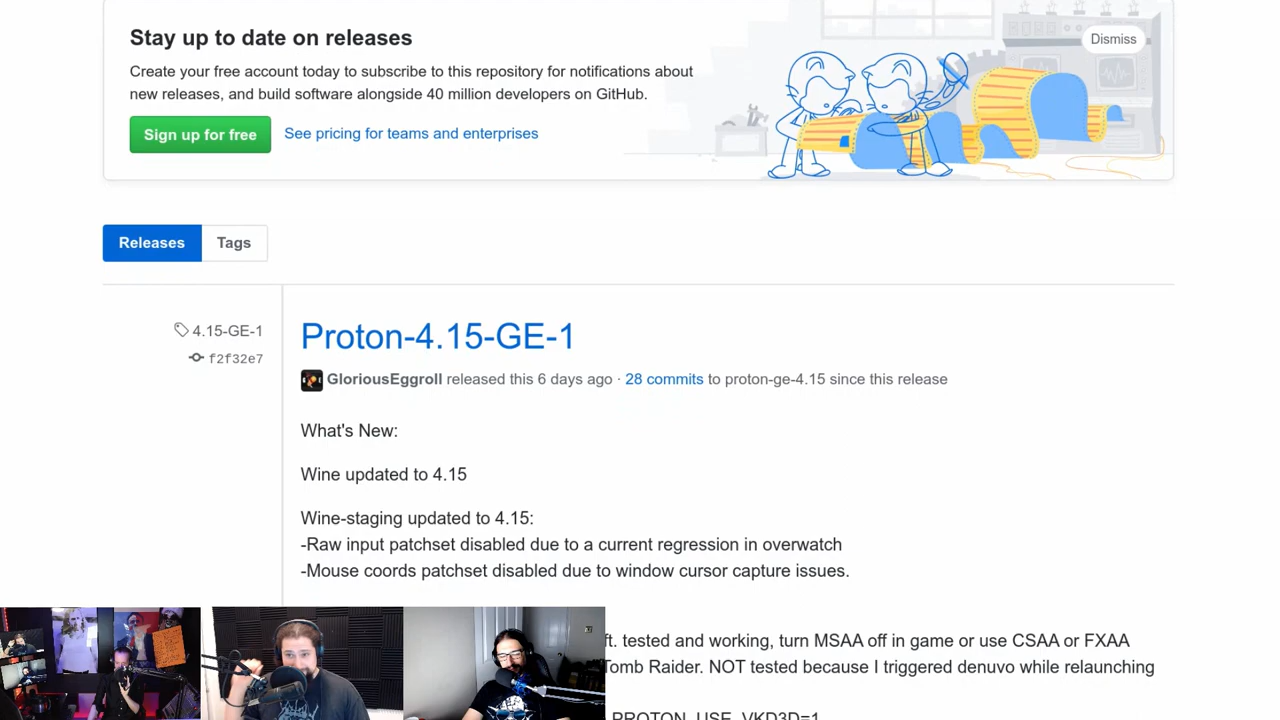 Stay up to date on releases
Dismiss
Create your free account today to subscribe to this repository for notifications about
new releases, and build software alongside 40 million developers on GitHub.
Sign up for free
See pricing for teams and enterprises
Releases
Tags
4.15-GE-1
f2f32e7
Proton-4.15-GE-1
GloriousEggroll released this 6 days ago · 28 commits to proton-ge-4.15 since this release
What's New:
Wine updated to 4.15
Wine-staging updated to 4.15:
-Raw input patchset disabled due to a current regression in overwatch
-Mouse coords patchset disabled due to window cursor capture issues.
ft. tested and working, turn MSAA off in game or use CSAA or FXAA
Tomb Raider. NOT tested because I triggered denuvo while relaunching
PROTON_USE_VKD3D=1